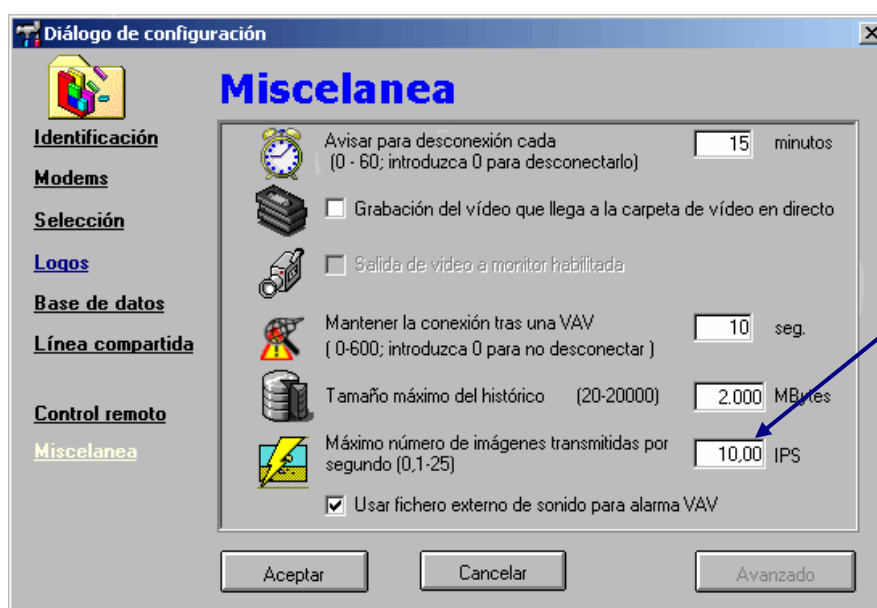 Diálogo de configuración
Miscelanea
Identificación
Modems
Selección
Logos
Base de datos
Línea compartida
Control remoto
Miscelanea
Avisar para desconexión cada 15 minutos
(0 - 60; introduzca 0 para desconectarlo)
Grabación del vídeo que llega a la carpeta de vídeo en directo
Salida de video a monitor habilitada
Mantener la conexión tras una VAV 10 seg.
( 0-600; introduzca 0 para no desconectar )
Tamaño máximo del histórico (20-20000) 2.000 MBytes
Máximo número de imágenes transmitidas por
segundo (0,1-25) 10,00 IPS
Usar fichero externo de sonido para alarma VAV
Aceptar Cancelar Avanzado